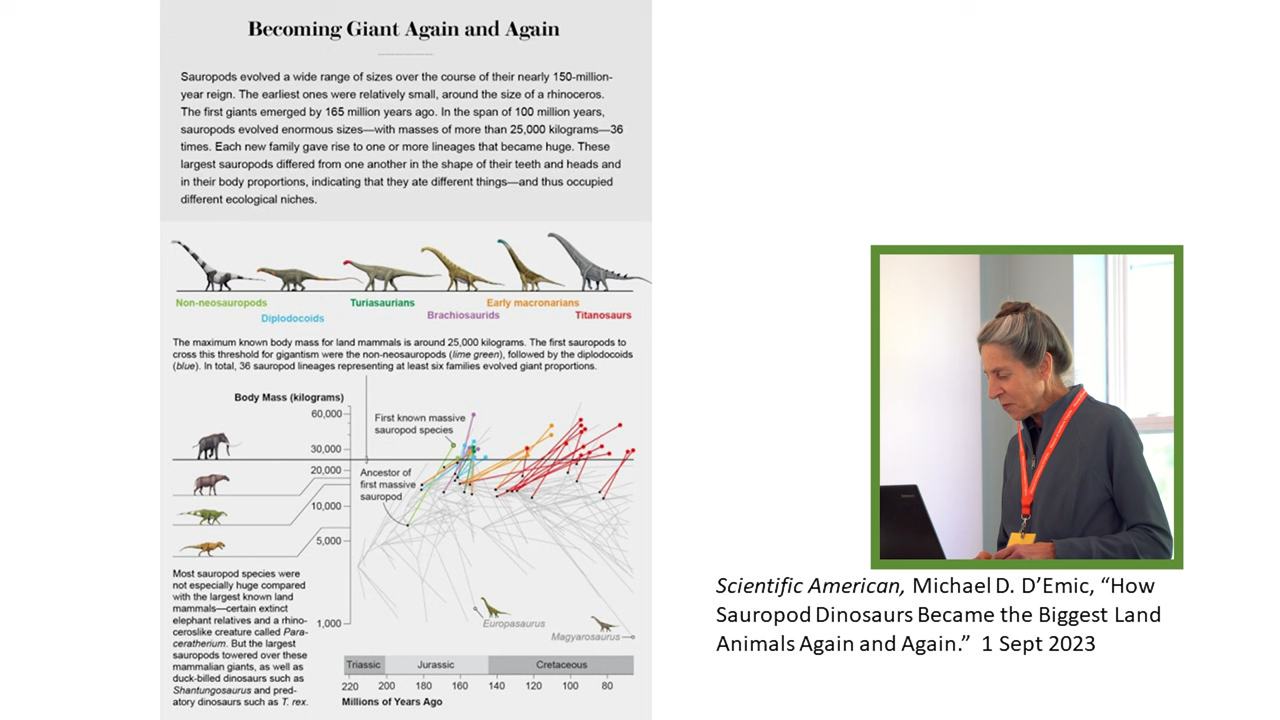 Becoming Giant Again and Again
Sauropods evolved a wide range of sizes over the course of their nearly 150-million-
year reign. The earliest ones were relatively small, around the size of a rhinoceros.
The first giants emerged by 165 million years ago. In the span of 100 million years,
sauropods evolved enormous sizes—with masses of more than 25,000 kilograms—36
times. Each new family gave rise to one or more lineages that became huge. These
largest sauropods differed from one another in the shape of their teeth and heads and
in their body proportions, indicating that they ate different things—and thus occupied
different ecological niches.
Non-neosauropods
Diplodocoids
Turiasaurians
Brachiosaurids
Early macronarians
Titanosaurs
The maximum known body mass for land mammals is around 25,000 kilograms. The first sauropods to
cross this threshold for gigantism were the non-neosauropods (lime green), followed by the diplodocoids
(blue). In total, 36 sauropod lineages representing at least six families evolved giant proportions.
Body Mass (kilograms)
60,000
30,000
20,000
10,000
5,000
1,000
First known massive
sauropod species
Ancestor of
first massive
sauropod
Europasaurus
Magyarosaurus
Most sauropod species were
not especially huge compared
with the largest known land
mammals—certain extinct
elephant relatives and a rhino-
ceroslike creature called Para-
ceratherium. But the largest
sauropods towered over these
mammalian giants, as well as
duck-billed dinosaurs such as
Shantungosaurus and pred-
atory dinosaurs such as T. rex.
Triassic
Jurassic
Cretaceous
220 200 180 160 140 120 100 80
Millions of Years Ago
Scientific American, Michael D. D’Emic, “How
Sauropod Dinosaurs Became the Biggest Land
Animals Again and Again.” 1 Sept 2023